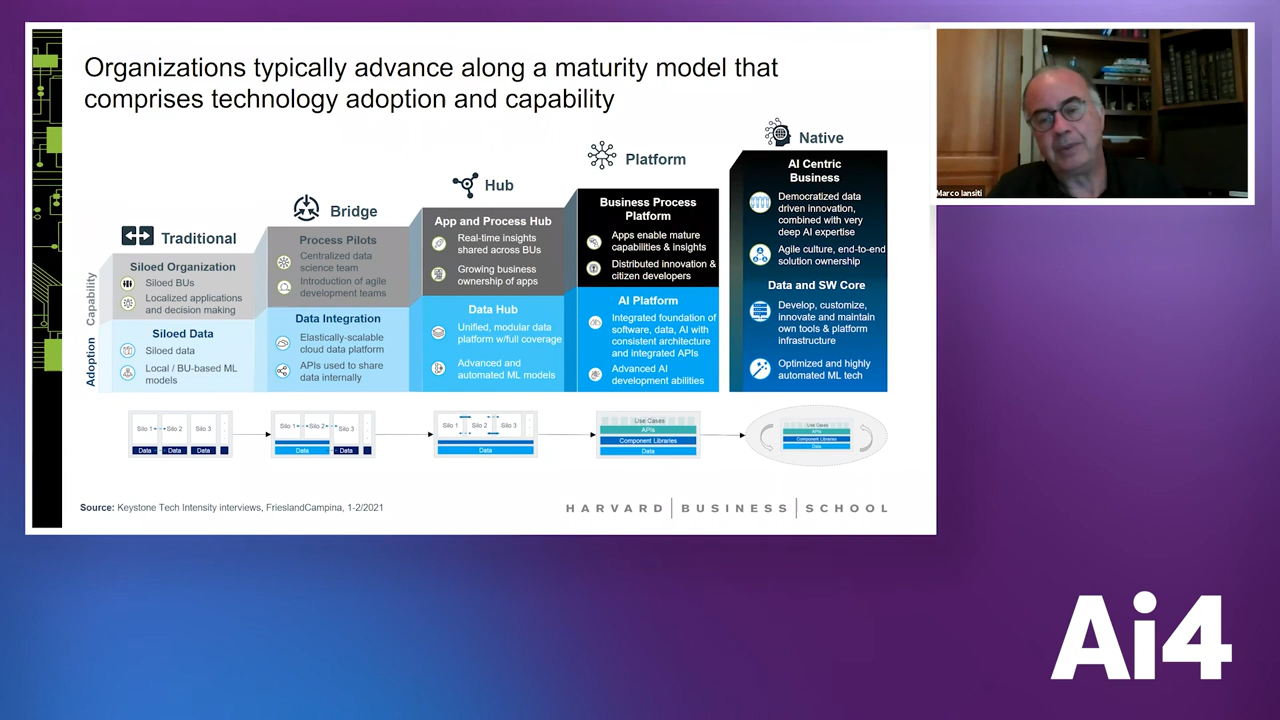 Organizations typically advance along a maturity model that
comprises technology adoption and capability
Traditional
Bridge
Hub
Platform
Native
Capability
Adoption
Siloed Organization
Siloed BUs
Localized applications
and decision making
Siloed Data
Siloed data
Local / BU-based ML
models
Process Pilots
Centralized data
science team
Introduction of agile
development teams
Data Integration
Elastically-scalable
cloud data platform
APIs used to share
data internally
App and Process Hub
Real-time insights
shared across BUs
Growing business
ownership of apps
Data Hub
Unified, modular data
platform w/full coverage
Advanced and
automated ML models
Business Process
Platform
Apps enable mature
capabilities & insights
Distributed innovation &
citizen developers
AI Platform
Integrated foundation of
software, data, AI with
consistent architecture
and integrated APIs
Advanced AI
development abilities
AI Centric
Business
Democratized data
driven innovation,
combined with very
deep AI expertise
Agile culture, end-to-end
solution ownership
Data and SW Core
Develop, customize,
innovate and maintain
own tools & platform
infrastructure
Optimized and highly
automated ML tech
Silo 1 Silo 2 Silo 3
Data Data Data
Silo 1 Silo 2 Silo 3
Data Data
Silo 1 Silo 2 Silo 3
Data
Use Cases
APIs
Component Libraries
Data
Use Cases
APIs
Component Libraries
Data
Source: Keystone Tech Intensity interviews, FrieslandCampina, 1-2/2021
HARVARD | BUSINESS | SCHOOL
Marco Iansiti
Ai4